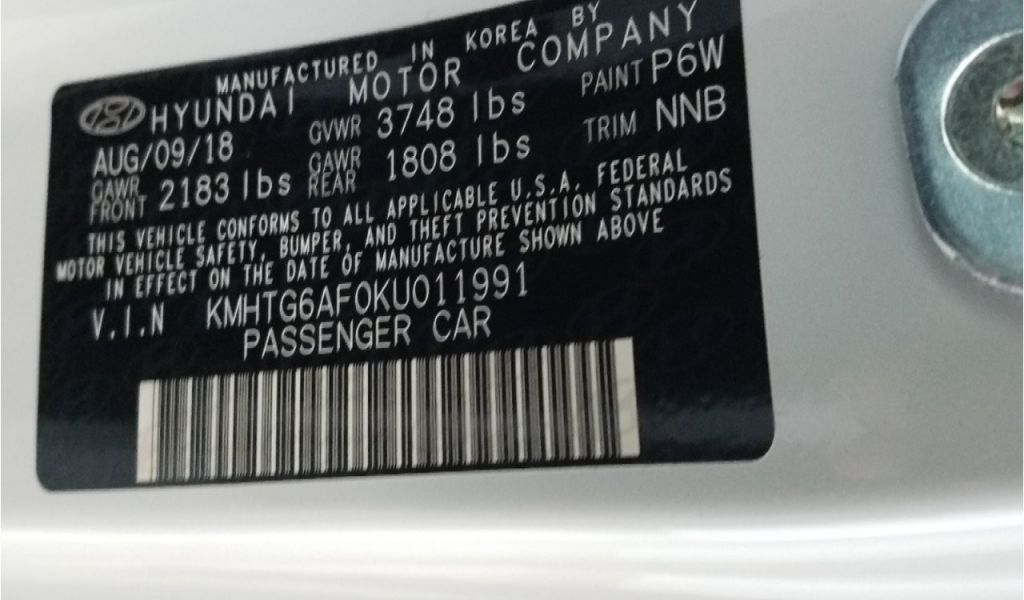 MANUFACTURED IN KOREA BY
HYUNDAI MOTOR COMPANY
AUG/09/18 GVWR 3748 lbs PAINT P6W
GAWR FRONT 2183 lbs GAWR REAR 1808 lbs TRIM NNB
THIS VEHICLE CONFORMS TO ALL APPLICABLE U.S.A. FEDERAL
MOTOR VEHICLE SAFETY, BUMPER, AND THEFT PREVENTION STANDARDS
IN EFFECT ON THE DATE OF MANUFACTURE SHOWN ABOVE
V.I.N KMHTG6AF0KU011991
PASSENGER CAR